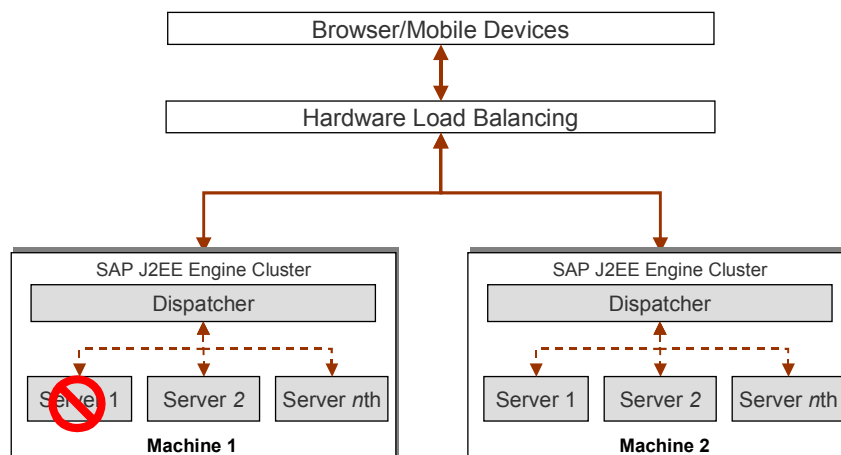 Browser/Mobile Devices
Hardware Load Balancing
SAP J2EE Engine Cluster
Dispatcher
Server 1
Server 2
Server nth
Machine 1
SAP J2EE Engine Cluster
Dispatcher
Server 1
Server 2
Server nth
Machine 2